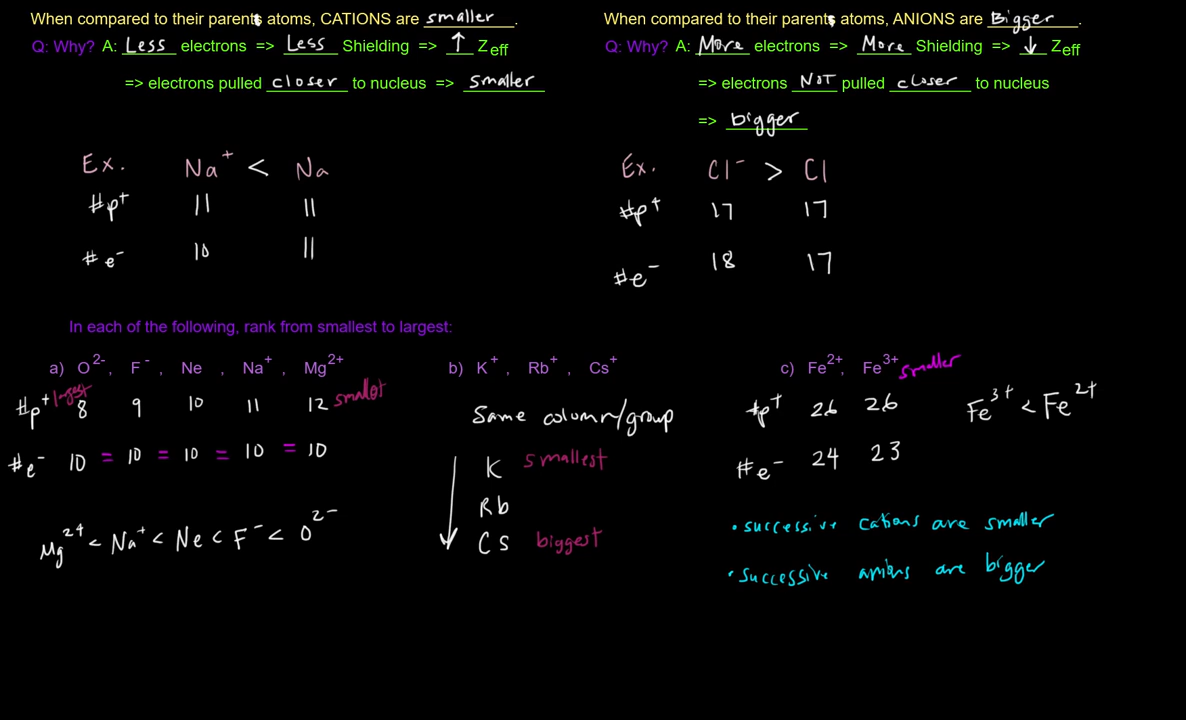 When compared to their parents atoms, CATIONS are smaller.
Q: Why? A: Less electrons => Less Shielding => ↑ Zeff
=> electrons pulled closer to nucleus => smaller
Ex. Na⁺ < Na
#p⁺ 11 11
#e⁻ 10 11
When compared to their parents atoms, ANIONS are Bigger.
Q: Why? A: More electrons => More Shielding => ↓ Zeff
=> electrons NOT pulled closer to nucleus
=> bigger
Ex. Cl⁻ > Cl
#p⁺ 17 17
#e⁻ 18 17
In each of the following, rank from smallest to largest:
a) O²⁻, F⁻, Ne , Na⁺, Mg²⁺
largest smallest
#p⁺ 8 9 10 11 12
#e⁻ 10 = 10 = 10 = 10 = 10
Mg²⁺ < Na⁺ < Ne < F⁻ < O²⁻
b) K⁺, Rb⁺, Cs⁺
Same column/group
K smallest
Rb
Cs biggest
c) Fe²⁺, Fe³⁺ smaller
#p⁺ 26 26 Fe³⁺ < Fe²⁺
#e⁻ 24 23
• successive cations are smaller
• successive anions are bigger